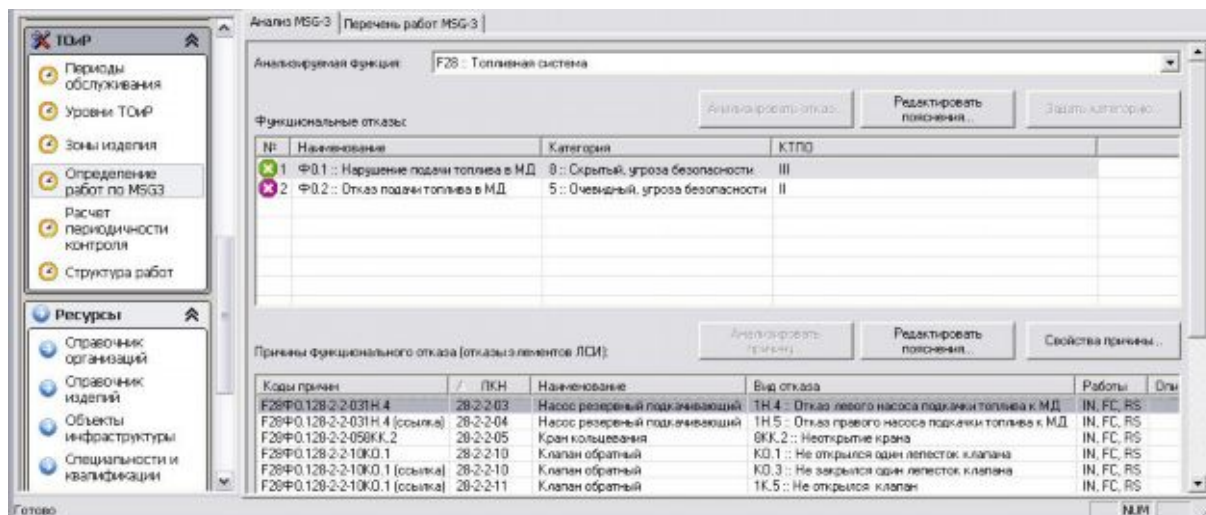 Анализ MSG-3 Перечень работ MSG-3
ТОиР
Периоды
обслуживания
Уровни ТОиР
Зоны изделия
Определение
работ по MSG3
Расчет
периодичности
контроля
Структура работ
Ресурсы
Справочник
организаций
Справочник
изделий
Объекты
инфраструктуры
Специальности и
квалификации
Анализируемая функция: F28 :: Топливная система
Анализировать отказ... Редактировать
пояснения... Задать категорию...
Функциональные отказы:
№ Наименование Категория КТПО
1 Ф0.1 :: Нарушение подачи топлива в МД 8 :: Скрытый, угроза безопасности III
2 Ф0.2 :: Отказ подачи топлива в МД 5 :: Очевидный, угроза безопасности II
Анализировать
причину... Редактировать
пояснения... Свойства причины...
Причины функционального отказа (отказы элементов ЛСИ):
Коды причин ЛКН Наименование Вид отказа Работы Опи
F28Ф0.128-2-2-031Н.4 28-2-2-03 Насос резервный подкачивающий 1Н.4 :: Отказ левого насоса подкачки топлива к МД IN, FC, RS
F28Ф0.128-2-2-031Н.4 (ссылка) 28-2-2-04 Насос резервный подкачивающий 1Н.5 :: Отказ правого насоса подкачки топлива к МД IN, FC, RS
F28Ф0.128-2-2-058КК.2 28-2-2-05 Кран кольцевания 8КК.2 :: Неоткрытие крана IN, FC, RS
F28Ф0.128-2-2-10КО.1 28-2-2-10 Клапан обратный КО.1 :: Не открылся один лепесток клапана IN, FC, RS
F28Ф0.128-2-2-10КО.1 (ссылка) 28-2-2-10 Клапан обратный КО.3 :: Не закрылся один лепесток клапана IN, FC, RS
F28Ф0.128-2-2-10КО.1 (ссылка) 28-2-2-11 Клапан обратный 1К.5 :: Не открылся клапан IN, FC, RS
Готово NUM